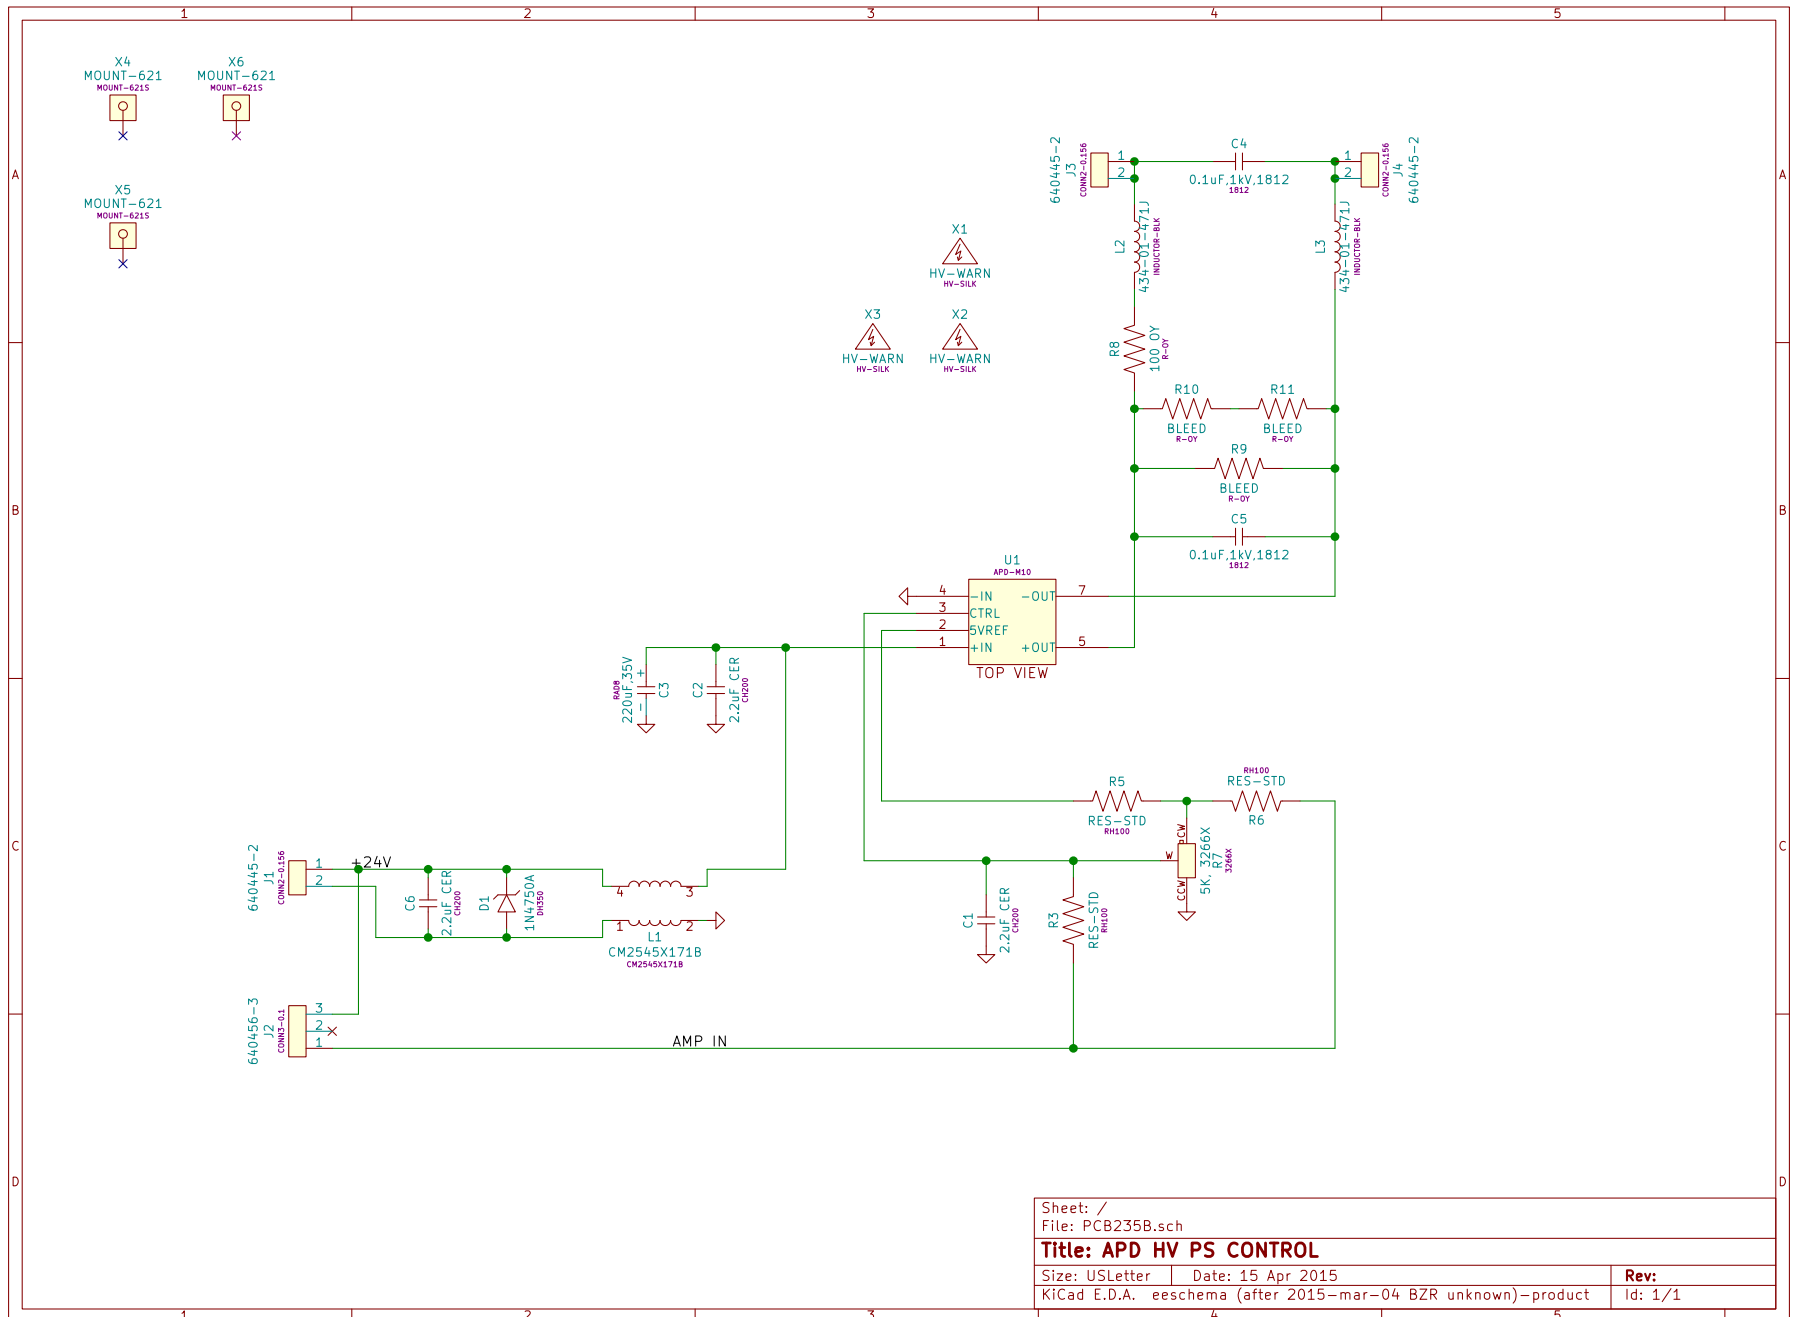 1 2 3 4 5
X4
MOUNT-621
MOUNT-621S
X6
MOUNT-621
MOUNT-621S
X5
MOUNT-621
MOUNT-621S
A
A
640445-2
J3
CONN2-0.156
1
2
C4
0.1uF,1kV,1812
1812
1
2
CONN2-0.156
J4
640445-2
L2
434-01-471J
INDUCTOR-BLK
L3
434-01-471J
INDUCTOR-BLK
X1
HV-WARN
HV-SILK
X3
HV-WARN
HV-SILK
X2
HV-WARN
HV-SILK
R8
100 OY
R-OY
R10
BLEED
R-OY
R11
BLEED
R-OY
R9
BLEED
R-OY
B
B
C5
0.1uF,1kV,1812
1812
U1
APD-M10
4 -IN -OUT 7
3 CTRL
2 5VREF
1 +IN +OUT 5
TOP VIEW
RAD8
220uF,35V
+
-
C3
C2
2.2uF CER
CH200
R5
RES-STD
RH100
RH100
RES-STD
R6
C
C
CW
W
CCW
5K, 3266X
R7
3266X
640445-2
J1
CONN2-0.156
1
2
+24V
C6
2.2uF CER
CH200
D1
1N4750A
DH350
4 3
1 2
L1
CM2545X171B
CM2545X171B
C1
2.2uF CER
CH200
R3
RES-STD
RH100
640456-3
J2
CONN3-0.1
3
2
1
AMP IN
D
D
Sheet: /
File: PCB235B.sch
Title: APD HV PS CONTROL
Size: USLetter Date: 15 Apr 2015 Rev:
KiCad E.D.A. eeschema (after 2015-mar-04 BZR unknown)-product Id: 1/1
1 2 3 4 5